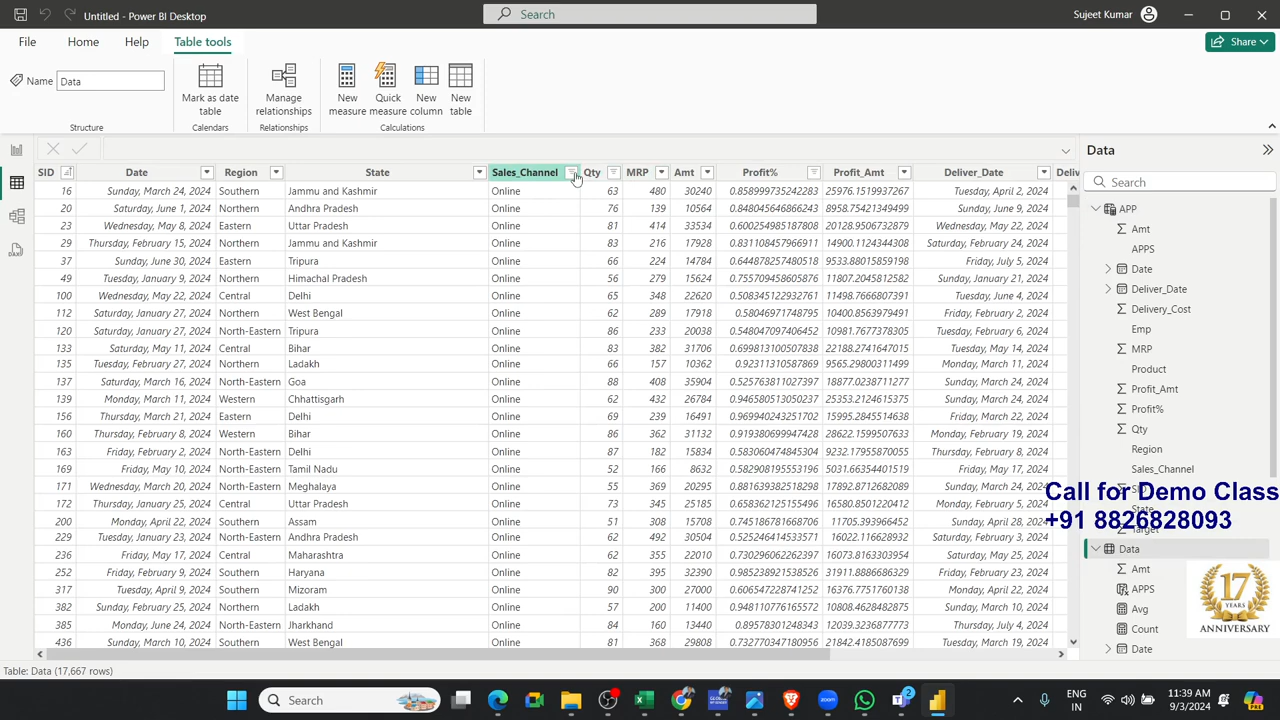 Untitled - Power BI Desktop
Search
Sujeet Kumar
File Home Help Table tools
Share
Name Data
Mark as date table
Manage relationships
New measure
Quick measure
New column
New table
Structure Calendars Relationships Calculations
SID Date Region State Sales_Channel Qty MRP Amt Profit% Profit_Amt Deliver_Date
16 Sunday, March 24, 2024 Southern Jammu and Kashmir Online 63 480 30240 0.858999735242283 25976.1519937267 Tuesday, April 2, 2024
20 Saturday, June 1, 2024 Northern Andhra Pradesh Online 76 139 10564 0.848045646866243 8958.75421349499 Sunday, June 9, 2024
23 Wednesday, May 8, 2024 Eastern Uttar Pradesh Online 81 414 33534 0.600254985187808 20128.9506732879 Wednesday, May 22, 2024
29 Thursday, February 15, 2024 Northern Jammu and Kashmir Online 83 216 17928 0.831108475966911 14900.1124344308 Saturday, February 24, 2024
37 Sunday, June 30, 2024 Eastern Tripura Online 66 224 14784 0.644878257480518 9533.88015859198 Friday, July 5, 2024
49 Tuesday, January 9, 2024 Northern Himachal Pradesh Online 56 279 15624 0.755709458605876 11807.2045812582 Sunday, January 21, 2024
100 Wednesday, May 22, 2024 Central Delhi Online 65 348 22620 0.508345122932761 11498.7666807391 Tuesday, June 4, 2024
112 Saturday, January 27, 2024 Northern West Bengal Online 62 289 17918 0.58046971748795 10400.8563979491 Friday, February 2, 2024
120 Saturday, January 27, 2024 North-Eastern Tripura Online 86 233 20038 0.548047097406452 10981.7677378305 Tuesday, February 6, 2024
133 Saturday, May 11, 2024 Central Bihar Online 83 382 31706 0.699813100507838 22188.2741647015 Tuesday, May 14, 2024
135 Tuesday, February 27, 2024 Northern Ladakh Online 66 157 10362 0.92311357510587 9565.29800311499 Monday, March 11, 2024
137 Saturday, March 16, 2024 North-Eastern Goa Online 88 408 35904 0.525763811027397 18877.0238711277 Sunday, March 24, 2024
139 Monday, March 11, 2024 Western Chhattisgarh Online 62 432 26784 0.946580513050237 25353.2124615375 Sunday, March 24, 2024
156 Thursday, March 21, 2024 Eastern Delhi Online 69 239 16491 0.969940243251507 15995.2845514638 Friday, March 22, 2024
160 Thursday, February 8, 2024 Western Bihar Online 86 362 31132 0.919380699947428 28622.1599507633 Monday, February 19, 2024
163 Friday, February 2, 2024 North-Eastern Delhi Online 87 182 15834 0.583060474845304 9232.17955870055 Thursday, February 8, 2024
169 Friday, May 10, 2024 North-Eastern Tamil Nadu Online 52 166 8632 0.582908195553196 5031.66354401519 Friday, May 17, 2024
171 Wednesday, February 7, 2024 North-Eastern Meghalaya Online 55 369 20295 0.881639382518506 17892.8712682089 Sunday, February 18, 2024
172 Thursday, January 25, 2024 Central Uttar Pradesh Online 73 345 25185 0.658362125155496 16580.8501220412 Thursday, February 8, 2024
200 Monday, April 22, 2024 Southern Assam Online 51 308 15708 0.745186781668706 11705.393966452 Sunday, April 28, 2024
229 Tuesday, January 23, 2024 North-Eastern Andhra Pradesh Online 62 492 30504 0.525246414533571 16022.116628932 Saturday, February 3, 2024
236 Friday, May 17, 2024 Central Maharashtra Online 62 355 22010 0.730296062262397 16073.8163303954 Saturday, May 25, 2024
252 Friday, February 16, 2024 Southern Haryana Online 82 395 32390 0.985238921538526 31911.8886886329 Friday, February 23, 2024
317 Tuesday, April 9, 2024 Southern Mizoram Online 90 300 27000 0.606547228741972 16376.7751760138 Monday, April 22, 2024
382 Sunday, February 25, 2024 Northern Ladakh Online 57 200 11400 0.948110776165572 10808.4628482875 Sunday, March 10, 2024
385 Monday, June 24, 2024 North-Eastern Jharkhand Online 84 160 13440 0.89578301248343 12039.3236877773 Thursday, July 4, 2024
436 Sunday, March 10, 2024 Southern West Bengal Online 81 368 29808 0.732770347180956 21842.4185087699 Tuesday, March 19, 2024
Table: Data (17,667 rows)
Data
Search
APP
Amt
APPS
Date
Deliver_Date
Delivery_Cost
Emp
MRP
Product
Profit_Amt
Profit%
Qty
Region
Sales_Channel
Call for Demo Class
+91 8826828093
Data
Amt
APPS
Avg
Count
Date
17
YEARS
ANNIVERSARY
Search
ENG
IN
11:39 AM
9/3/2024